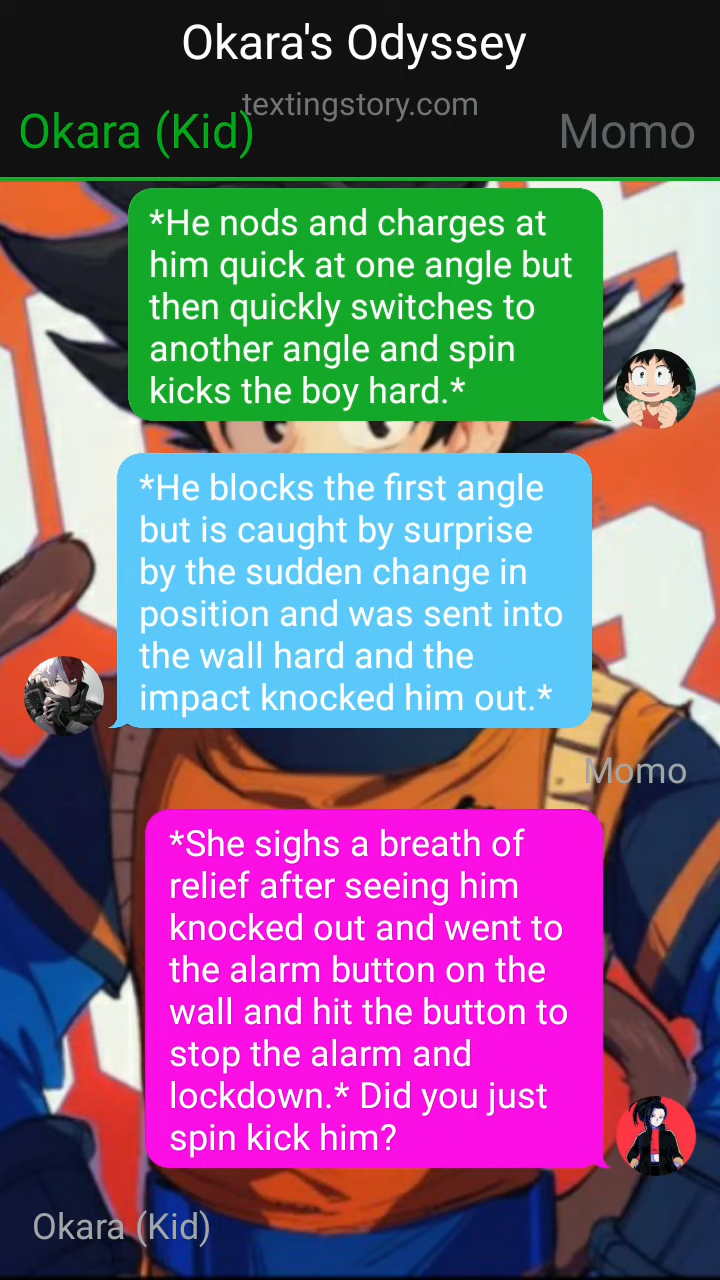 Okara's Odyssey
textingstory.com
Okara (Kid)
Momo
*He nods and charges at
him quick at one angle but
then quickly switches to
another angle and spin
kicks the boy hard.*
*He blocks the first angle
but is caught by surprise
by the sudden change in
position and was sent into
the wall hard and the
impact knocked him out.*
Momo
*She sighs a breath of
relief after seeing him
knocked out and went to
the alarm button on the
wall and hit the button to
stop the alarm and
lockdown.* Did you just
spin kick him?
Okara (Kid)